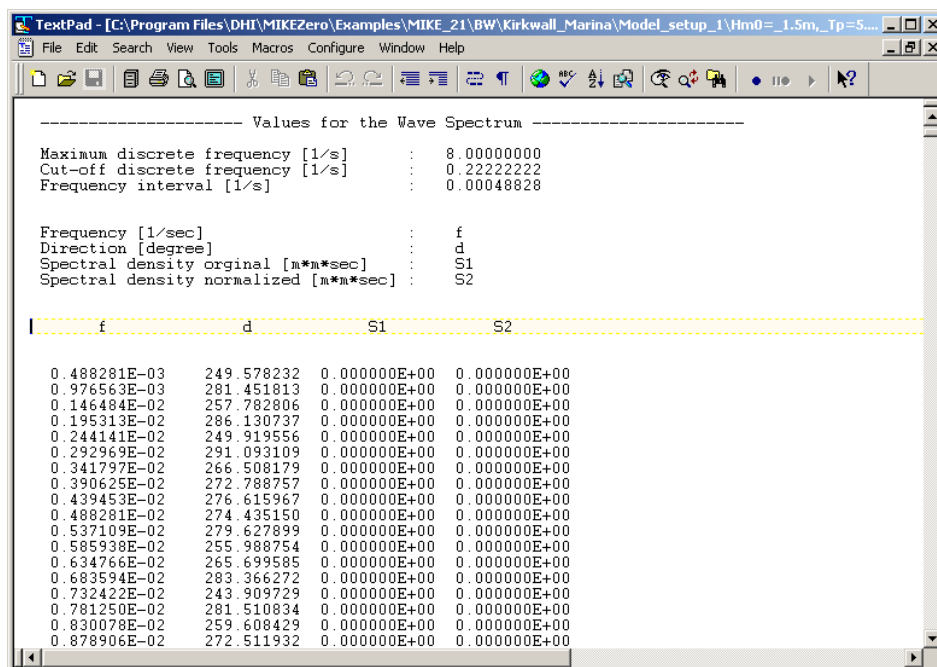 TextPad - [C:\Program Files\DHI\MIKEZero\Examples\MIKE_21\BW\Kirkwall_Marina\Model_setup_1\Hm0=_1.5m,_Tp=5....
File Edit Search View Tools Macros Configure Window Help
--------------------- Values for the Wave Spectrum ----------------------
Maximum discrete frequency [1/s] : 8.00000000
Cut-off discrete frequency [1/s] : 0.22222222
Frequency interval [1/s] : 0.00048828
Frequency [1/sec] : f
Direction [degree] : d
Spectral density orginal [m*m*sec] : S1
Spectral density normalized [m*m*sec] : S2
f d S1 S2
0.488281E-03 249.578232 0.000000E+00 0.000000E+00
0.976563E-03 281.451813 0.000000E+00 0.000000E+00
0.146484E-02 257.782806 0.000000E+00 0.000000E+00
0.195313E-02 286.130737 0.000000E+00 0.000000E+00
0.244141E-02 249.919556 0.000000E+00 0.000000E+00
0.292969E-02 291.093109 0.000000E+00 0.000000E+00
0.341797E-02 266.508179 0.000000E+00 0.000000E+00
0.390625E-02 272.788757 0.000000E+00 0.000000E+00
0.439453E-02 276.615967 0.000000E+00 0.000000E+00
0.488281E-02 274.435150 0.000000E+00 0.000000E+00
0.537109E-02 279.627899 0.000000E+00 0.000000E+00
0.585938E-02 255.988754 0.000000E+00 0.000000E+00
0.634766E-02 265.699585 0.000000E+00 0.000000E+00
0.683594E-02 283.366272 0.000000E+00 0.000000E+00
0.732422E-02 243.909729 0.000000E+00 0.000000E+00
0.781250E-02 281.510834 0.000000E+00 0.000000E+00
0.830078E-02 259.608429 0.000000E+00 0.000000E+00
0.878906E-02 272.511932 0.000000E+00 0.000000E+00